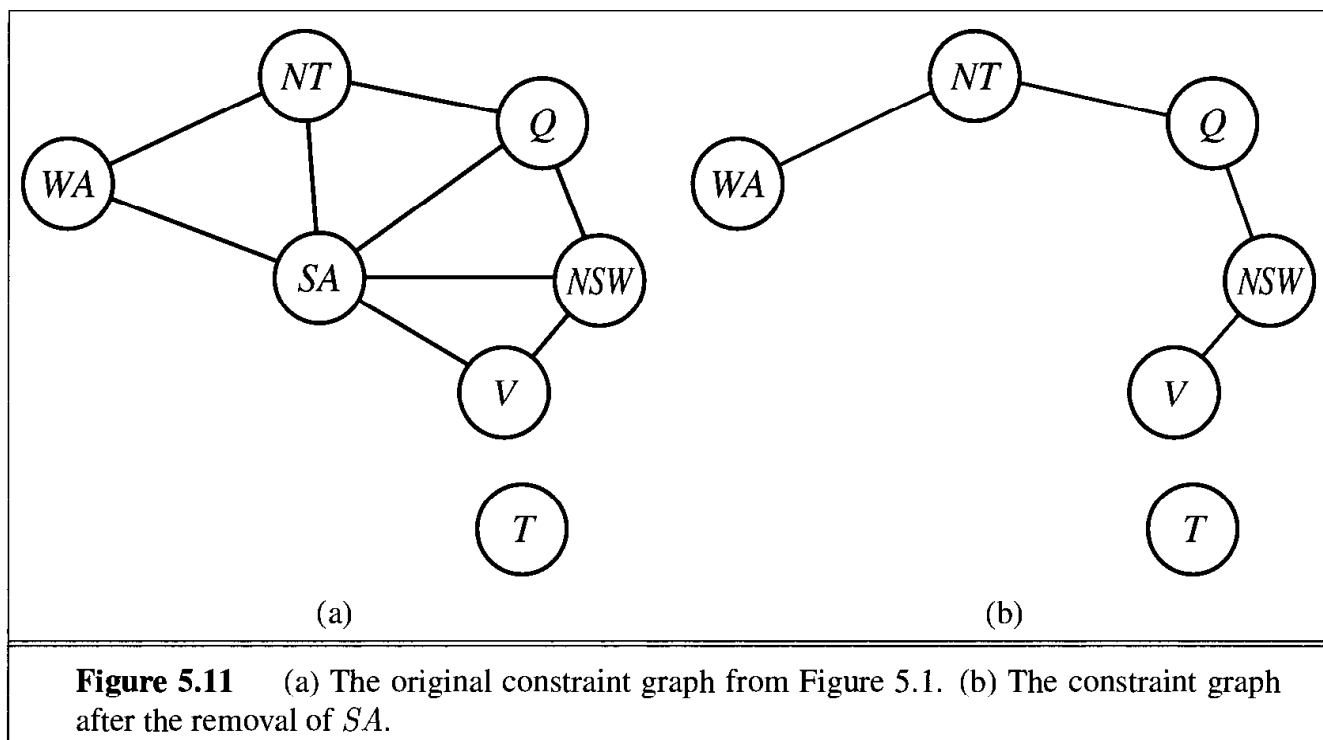 NT
Q
WA
SA
NSW
V
T
(a)
NT
Q
WA
NSW
V
T
(b)
Figure 5.11 (a) The original constraint graph from Figure 5.1. (b) The constraint graph
after the removal of SA.